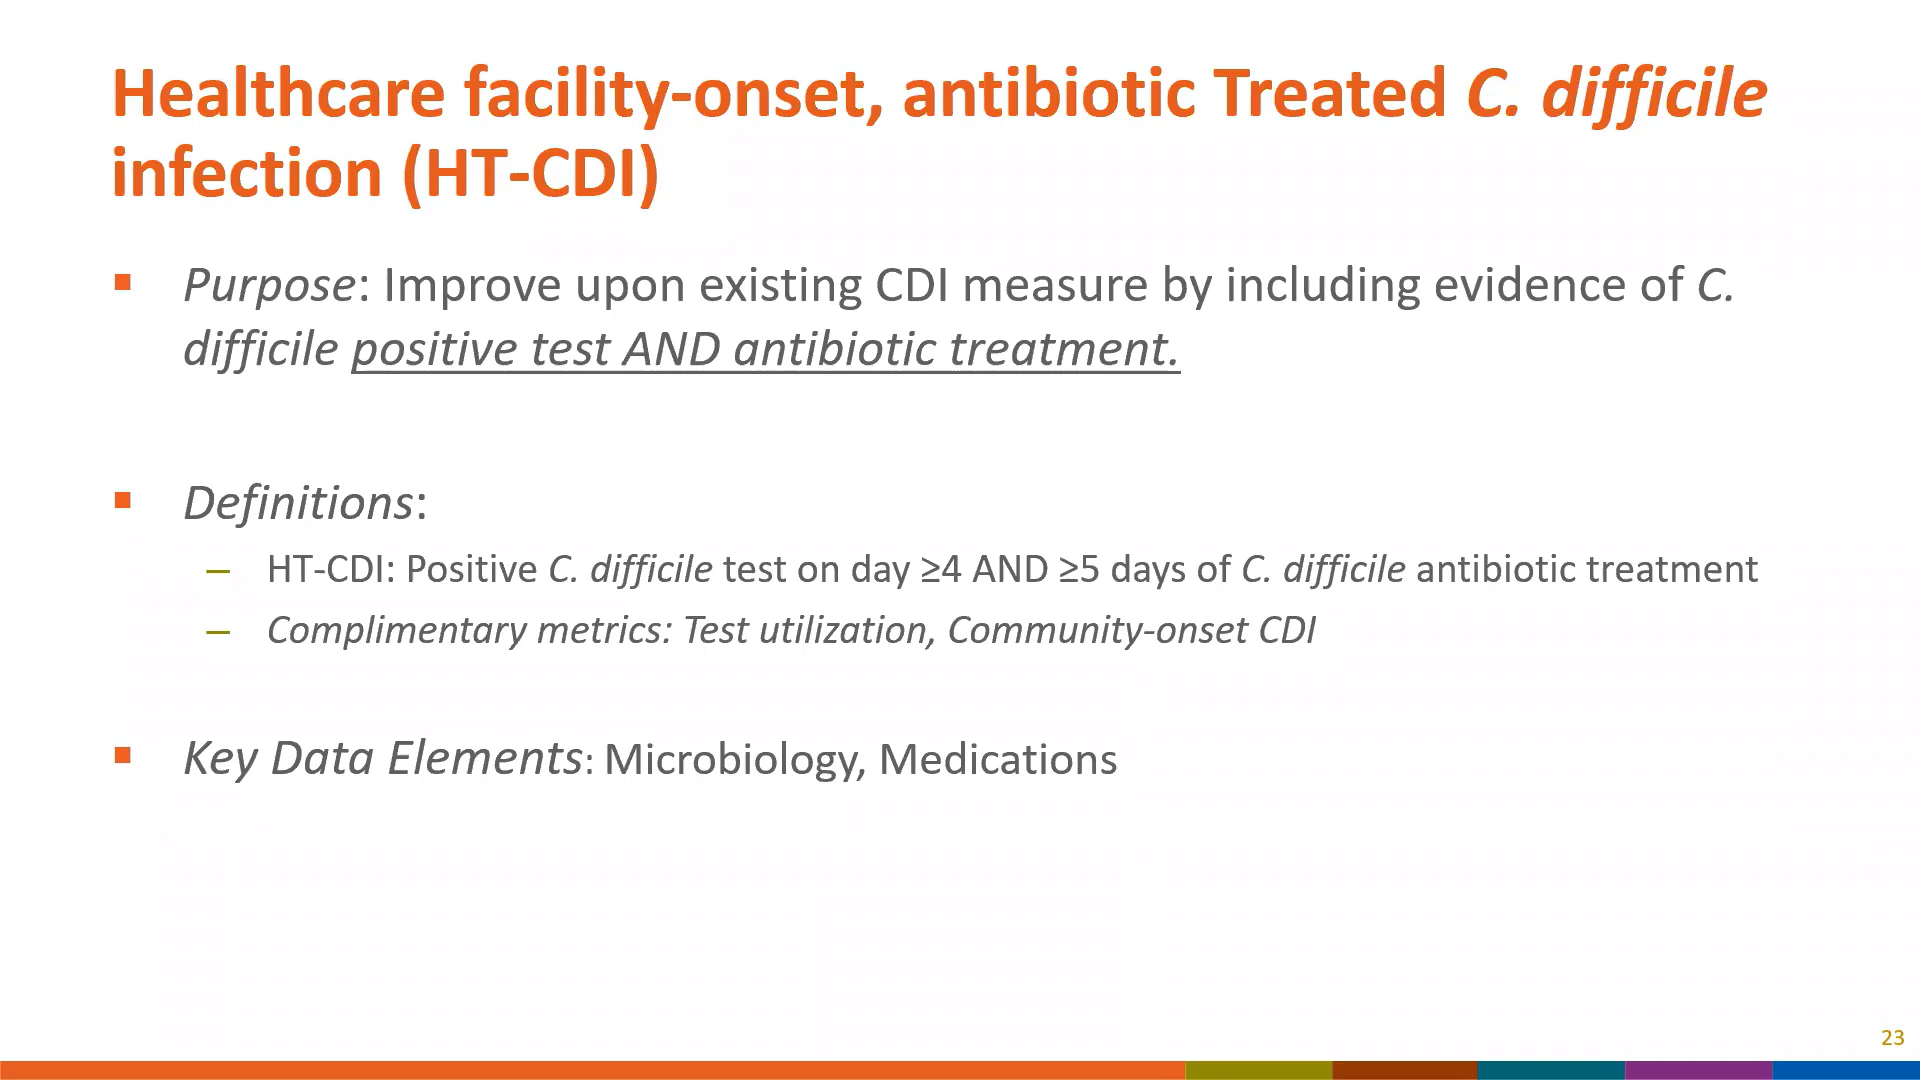 Healthcare facility-onset, antibiotic Treated C. difficile
infection (HT-CDI)
▪ Purpose: Improve upon existing CDI measure by including evidence of C.
difficile positive test AND antibiotic treatment.
▪ Definitions:
– HT-CDI: Positive C. difficile test on day ≥4 AND ≥5 days of C. difficile antibiotic treatment
– Complimentary metrics: Test utilization, Community-onset CDI
▪ Key Data Elements: Microbiology, Medications
23